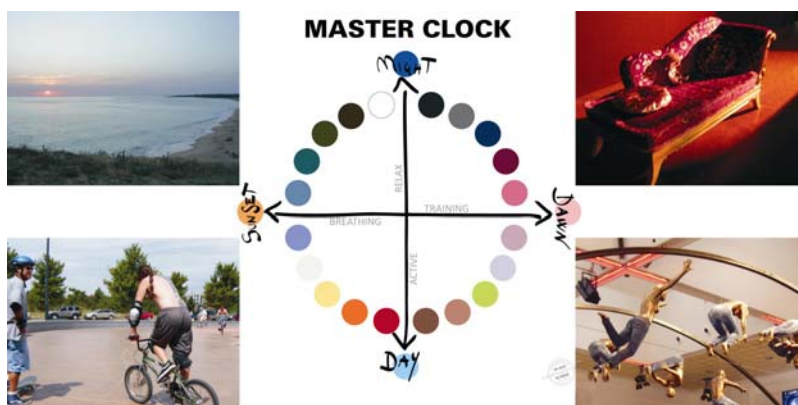 MASTER CLOCK
NIGHT
RELAX
SUNSET
BREATHING
TRAINING
DAWN
ACTIVE
DAY